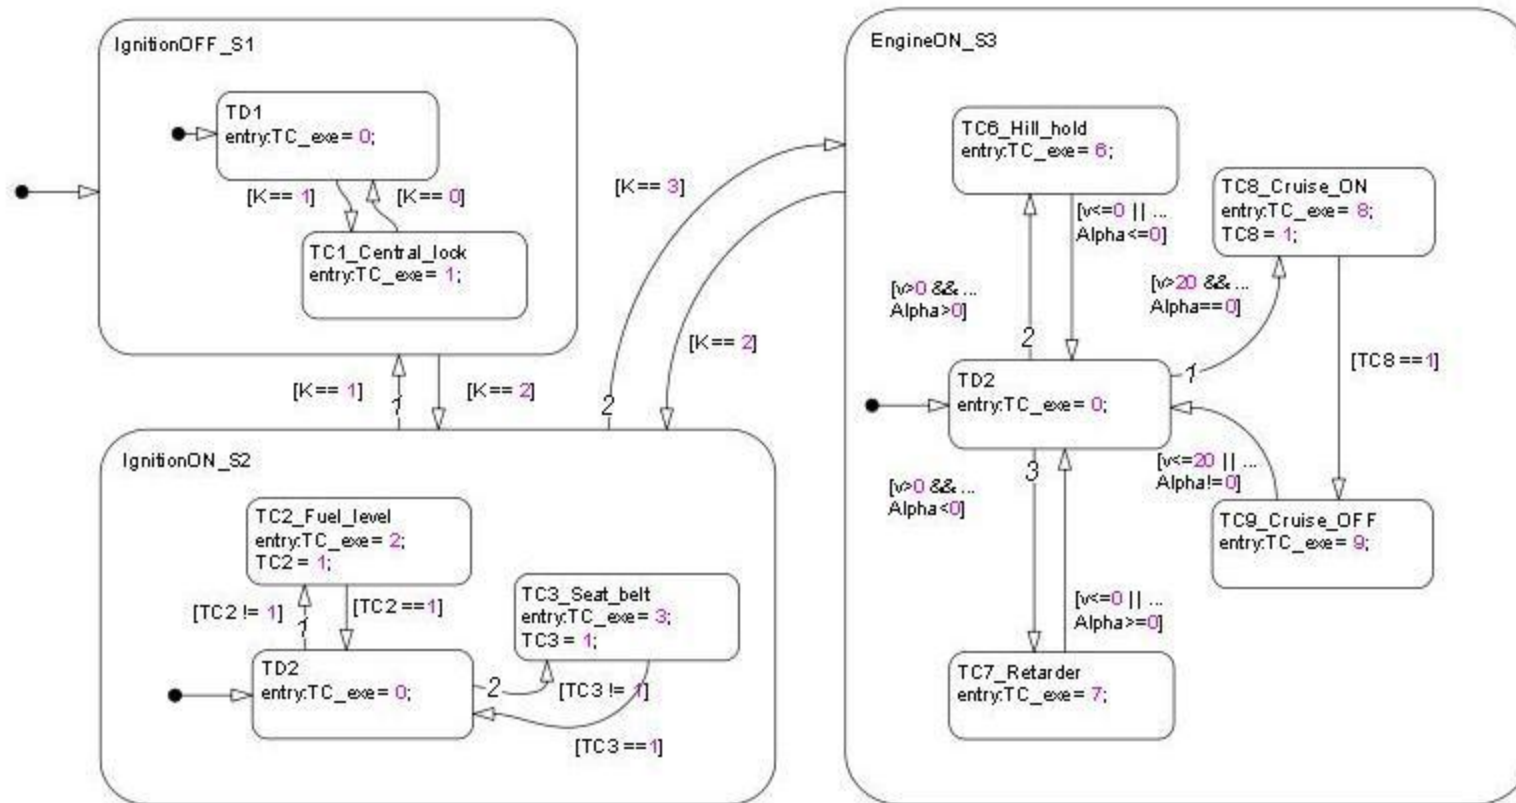 IgnitionOFF_S1
TD1
entry:TC_exe= 0;
[K== 1]
[K== 0]
TC1_Central_lock
entry:TC_exe= 1;
[K== 1]
1
[K== 2]
IgnitionON_S2
TC2_Fuel_level
entry:TC_exe= 2;
TC2= 1;
[TC2 != 1]
1
[TC2 ==1]
TD2
entry:TC_exe= 0;
2
TC3_Seat_belt
entry:TC_exe= 3;
TC3= 1;
[TC3 != 1]
[TC3 ==1]
[K== 3]
2
[K== 2]
EngineON_S3
TC6_Hill_hold
entry:TC_exe= 6;
[v<=0 || ...
Alpha<=0]
TC8_Cruise_ON
entry:TC_exe= 8;
TC8= 1;
[v>0 && ...
Alpha>0]
2
[v>20 && ...
Alpha==0]
1
[TC8 ==1]
TD2
entry:TC_exe= 0;
3
[v>0 && ...
Alpha<0]
[v<=20 || ...
Alpha!=0]
TC9_Cruise_OFF
entry:TC_exe= 9;
[v<=0 || ...
Alpha>=0]
TC7_Retarder
entry:TC_exe= 7;